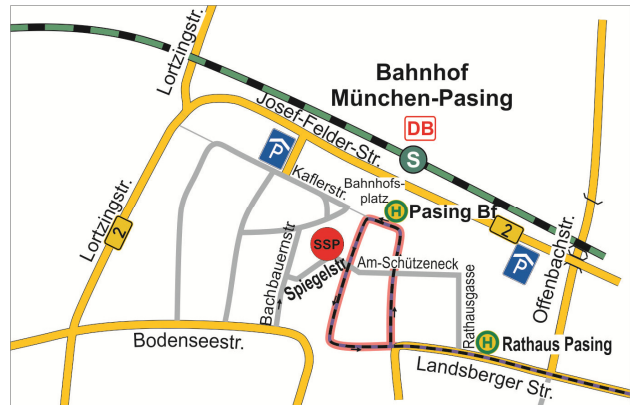 Lortzingstr.
Bahnhof
München-Pasing
DB
S
Josef-Felder-Str.
P
Kaflerstr.
Bahnhofs-
platz
H Pasing Bf
2
Lortzingstr.
2
SSP
Spiegelstr.
Bachbauernstr
Am-Schützeneck
Rathausgasse
P
Offenbachstr.
Bodenseestr.
H Rathaus Pasing
Landsberger Str.